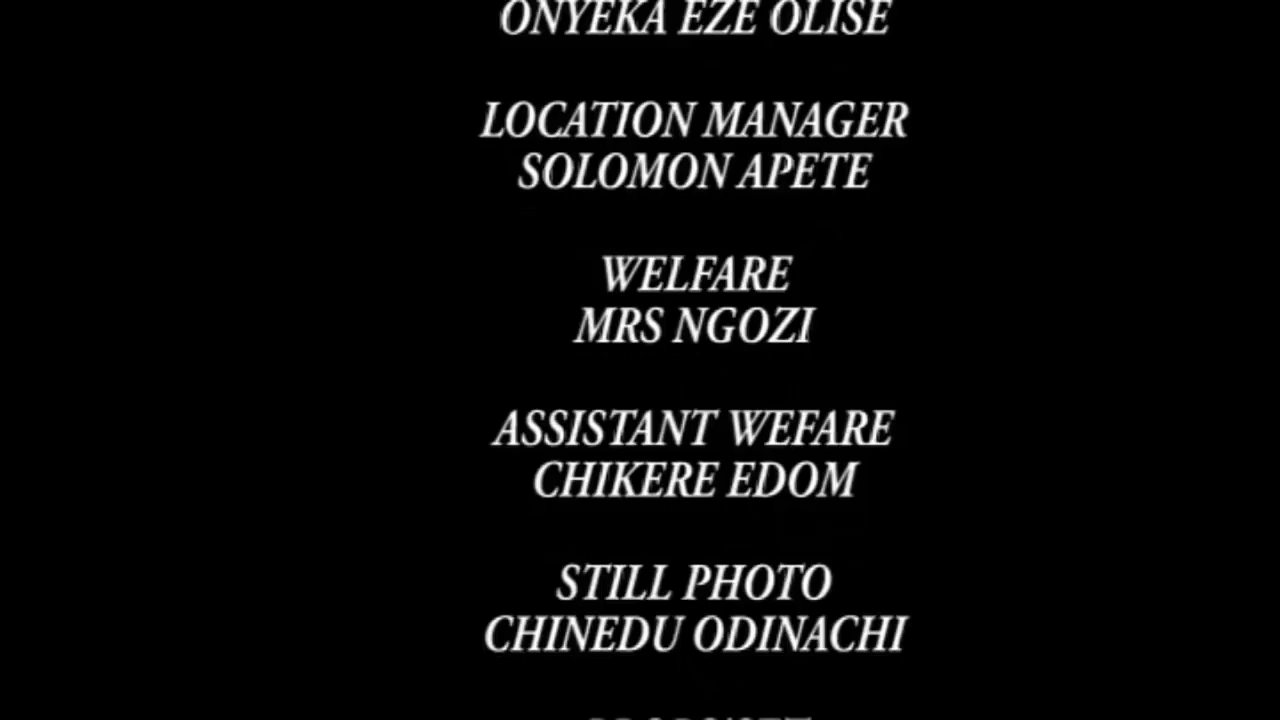 ONYEKA EZE OLISE
LOCATION MANAGER
SOLOMON APETE
WELFARE
MRS NGOZI
ASSISTANT WEFARE
CHIKERE EDOM
STILL PHOTO
CHINEDU ODINACHI